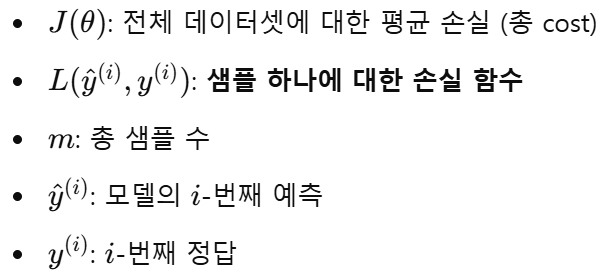 • J(θ): 전체 데이터셋에 대한 평균 손실 (총 cost)
• L(ŷ⁽ⁱ⁾, y⁽ⁱ⁾): 샘플 하나에 대한 손실 함수
• m: 총 샘플 수
• ŷ⁽ⁱ⁾: 모델의 i-번째 예측
• y⁽ⁱ⁾: i-번째 정답